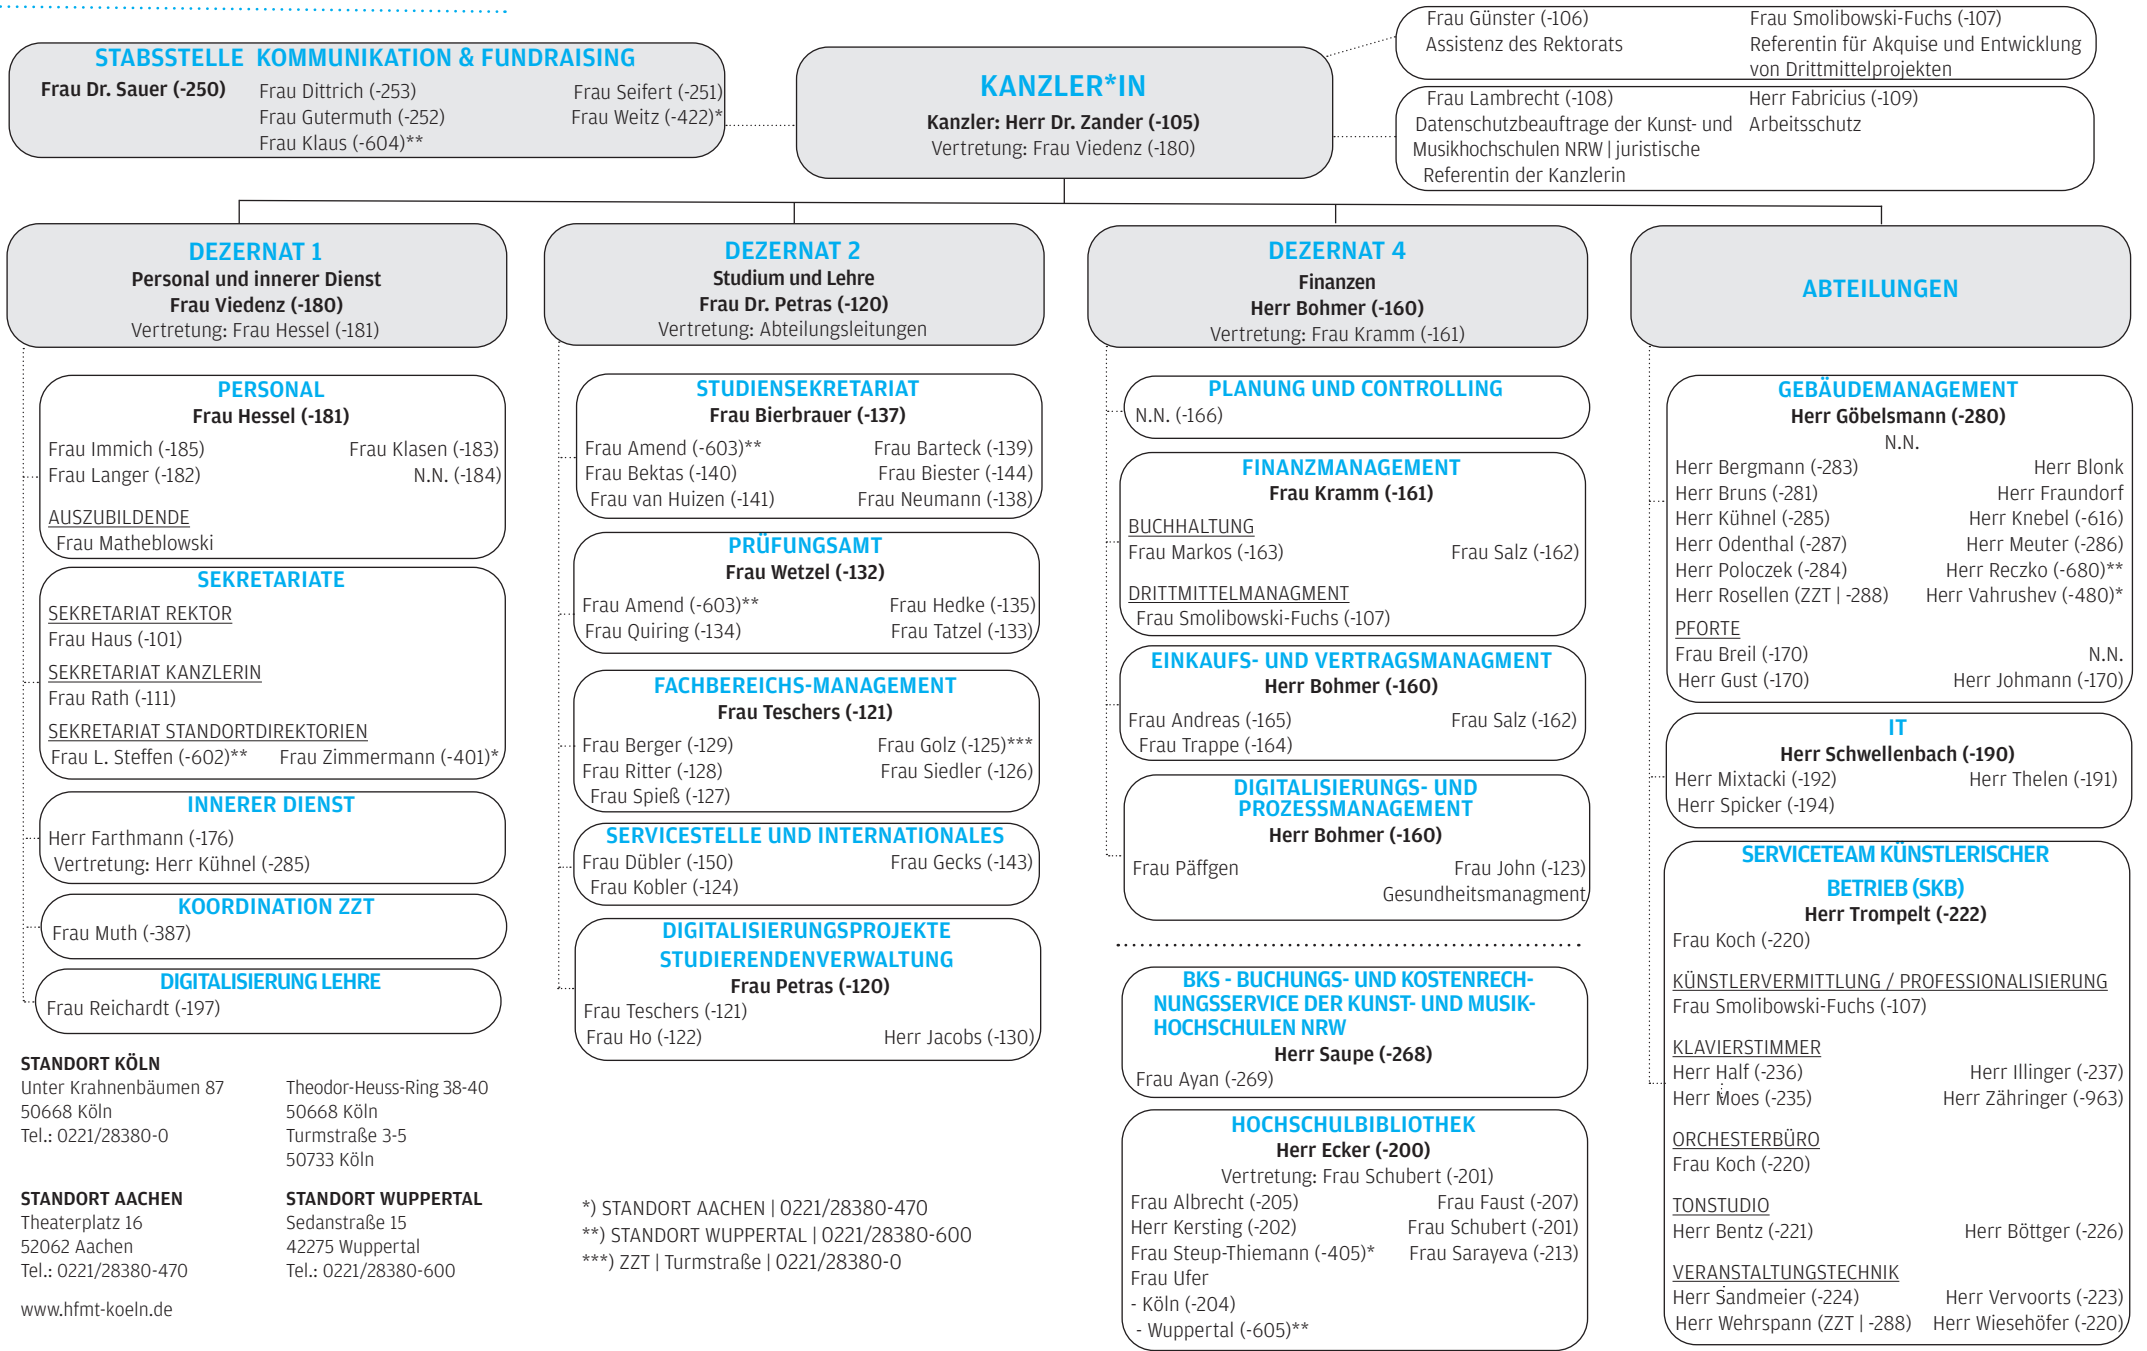 STABSSTELLE KOMMUNIKATION & FUNDRAISING
Frau Dr. Sauer (-250)
Frau Dittrich (-253)
Frau Gutermuth (-252)
Frau Klaus (-604)**
Frau Seifert (-251)
Frau Weitz (-422)*
KANZLER*IN
Kanzler: Herr Dr. Zander (-105)
Vertretung: Frau Viedenz (-180)
Frau Günster (-106)
Assistenz des Rektorats
Frau Smolibowski-Fuchs (-107)
Referentin für Akquise und Entwicklung
von Drittmittelprojekten
Frau Lambrecht (-108)
Datenschutzbeauftrage der Kunst- und
Musikhochschulen NRW | juristische
Referentin der Kanzlerin
Herr Fabricius (-109)
Arbeitsschutz
DEZERNAT 1
Personal und innerer Dienst
Frau Viedenz (-180)
Vertretung: Frau Hessel (-181)
PERSONAL
Frau Hessel (-181)
Frau Immich (-185) Frau Klasen (-183)
Frau Langer (-182) N.N. (-184)
AUSZUBILDENDE
Frau Matheblowski
SEKRETARIATE
SEKRETARIAT REKTOR
Frau Haus (-101)
SEKRETARIAT KANZLERIN
Frau Rath (-111)
SEKRETARIAT STANDORTDIREKTORIEN
Frau L. Steffen (-602)** Frau Zimmermann (-401)*
INNERER DIENST
Herr Farthmann (-176)
Vertretung: Herr Kühnel (-285)
KOORDINATION ZZT
Frau Muth (-387)
DIGITALISIERUNG LEHRE
Frau Reichardt (-197)
DEZERNAT 2
Studium und Lehre
Frau Dr. Petras (-120)
Vertretung: Abteilungsleitungen
STUDIENSEKRETARIAT
Frau Bierbrauer (-137)
Frau Amend (-603)** Frau Barteck (-139)
Frau Bektas (-140) Frau Biester (-144)
Frau van Huizen (-141) Frau Neumann (-138)
PRÜFUNGSAMT
Frau Wetzel (-132)
Frau Amend (-603)** Frau Hedke (-135)
Frau Quiring (-134) Frau Tatzel (-133)
FACHBEREICHS-MANAGEMENT
Frau Teschers (-121)
Frau Berger (-129) Frau Golz (-125)***
Frau Ritter (-128) Frau Siedler (-126)
Frau Spieß (-127)
SERVICESTELLE UND INTERNATIONALES
Frau Dübler (-150) Frau Gecks (-143)
Frau Kobler (-124)
DIGITALISIERUNGSPROJEKTE
STUDIERENDENVERWALTUNG
Frau Petras (-120)
Frau Teschers (-121)
Frau Ho (-122) Herr Jacobs (-130)
DEZERNAT 4
Finanzen
Herr Bohmer (-160)
Vertretung: Frau Kramm (-161)
PLANUNG UND CONTROLLING
N.N. (-166)
FINANZMANAGEMENT
Frau Kramm (-161)
BUCHHALTUNG
Frau Markos (-163) Frau Salz (-162)
DRITTMITTELMANAGMENT
Frau Smolibowski-Fuchs (-107)
EINKAUFS- UND VERTRAGSMANAGMENT
Herr Bohmer (-160)
Frau Andreas (-165) Frau Salz (-162)
Frau Trappe (-164)
DIGITALISIERUNGS- UND
PROZESSMANAGEMENT
Herr Bohmer (-160)
Frau Päffgen Frau John (-123)
Gesundheitsmanagment
BKS - BUCHUNGS- UND KOSTENRECH-
NUNGSSERVICE DER KUNST- UND MUSIK-
HOCHSCHULEN NRW
Herr Saupe (-268)
Frau Ayan (-269)
HOCHSCHULBIBLIOTHEK
Herr Ecker (-200)
Vertretung: Frau Schubert (-201)
Frau Albrecht (-205) Frau Faust (-207)
Herr Kersting (-202) Frau Schubert (-201)
Frau Steup-Thiemann (-405)* Frau Sarayeva (-213)
Frau Ufer
- Köln (-204)
- Wuppertal (-605)**
ABTEILUNGEN
GEBÄUDEMANAGEMENT
Herr Göbelsmann (-280)
N.N.
Herr Bergmann (-283) Herr Blonk
Herr Bruns (-281) Herr Fraundorf
Herr Kühnel (-285) Herr Knebel (-616)
Herr Odenthal (-287) Herr Meuter (-286)
Herr Poloczek (-284) Herr Reczko (-680)**
Herr Rosellen (ZZT | -288) Herr Vahrushev (-480)*
PFORTE
Frau Breil (-170) N.N.
Herr Gust (-170) Herr Johmann (-170)
IT
Herr Schwellenbach (-190)
Herr Mixtacki (-192) Herr Thelen (-191)
Herr Spicker (-194)
SERVICETEAM KÜNSTLERISCHER
BETRIEB (SKB)
Herr Trompelt (-222)
Frau Koch (-220)
KÜNSTLERVERMITTLUNG / PROFESSIONALISIERUNG
Frau Smolibowski-Fuchs (-107)
KLAVIERSTIMMER
Herr Half (-236) Herr Illinger (-237)
Herr Moes (-235) Herr Zähringer (-963)
ORCHESTERBÜRO
Frau Koch (-220)
TONSTUDIO
Herr Bentz (-221) Herr Böttger (-226)
VERANSTALTUNGSTECHNIK
Herr Sandmeier (-224) Herr Vervoorts (-223)
Herr Wehrspann (ZZT | -288) Herr Wiesehöfer (-220)
STANDORT KÖLN
Unter Krahnenbäumen 87
50668 Köln
Tel.: 0221/28380-0
Theodor-Heuss-Ring 38-40
50668 Köln
Turmstraße 3-5
50733 Köln
STANDORT AACHEN
Theaterplatz 16
52062 Aachen
Tel.: 0221/28380-470
STANDORT WUPPERTAL
Sedanstraße 15
42275 Wuppertal
Tel.: 0221/28380-600
www.hfmt-koeln.de
*) STANDORT AACHEN | 0221/28380-470
**) STANDORT WUPPERTAL | 0221/28380-600
***) ZZT | Turmstraße | 0221/28380-0